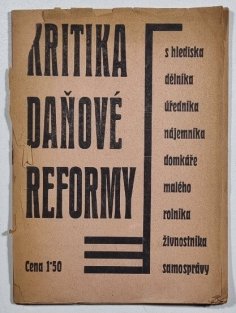 KRITIKA
DAŇOVÉ
REFORMY
Cena 1·50
s hlediska
dělníka
úředníka
nájemníka
domkáře
malého
rolníka
živnostníka
samosprávy